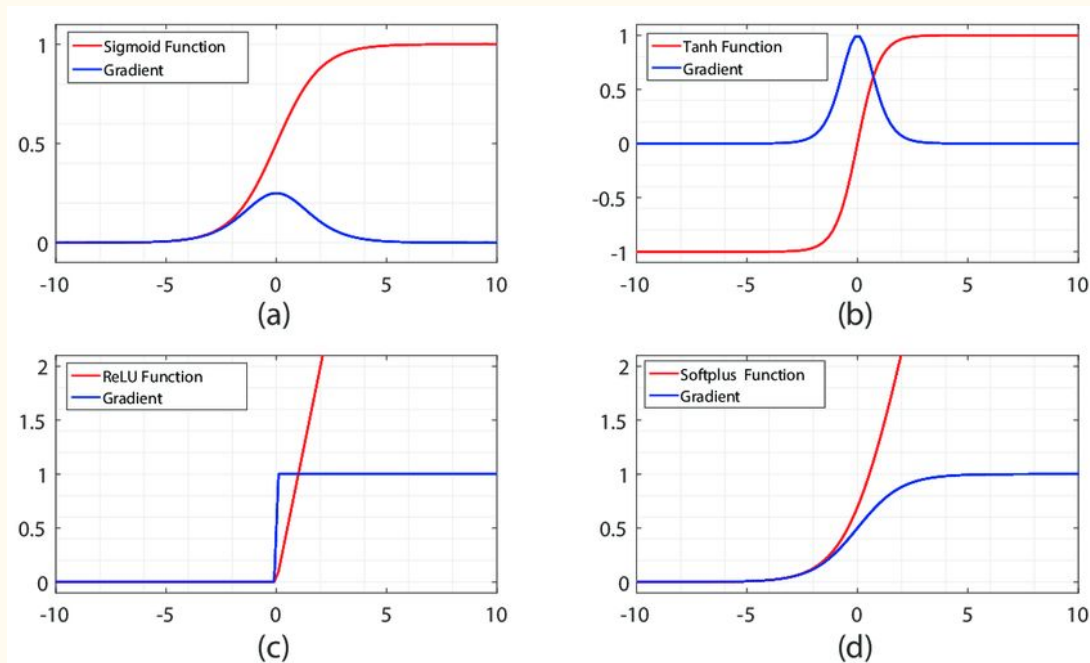 Sigmoid Function
Gradient
1
0.5
0
-10 -5 0 5 10
(a)
Tanh Function
Gradient
1
0.5
0
-0.5
-1
-10 -5 0 5 10
(b)
ReLU Function
Gradient
2
1.5
1
0.5
0
-10 -5 0 5 10
(c)
Softplus Function
Gradient
2
1.5
1
0.5
0
-10 -5 0 5 10
(d)